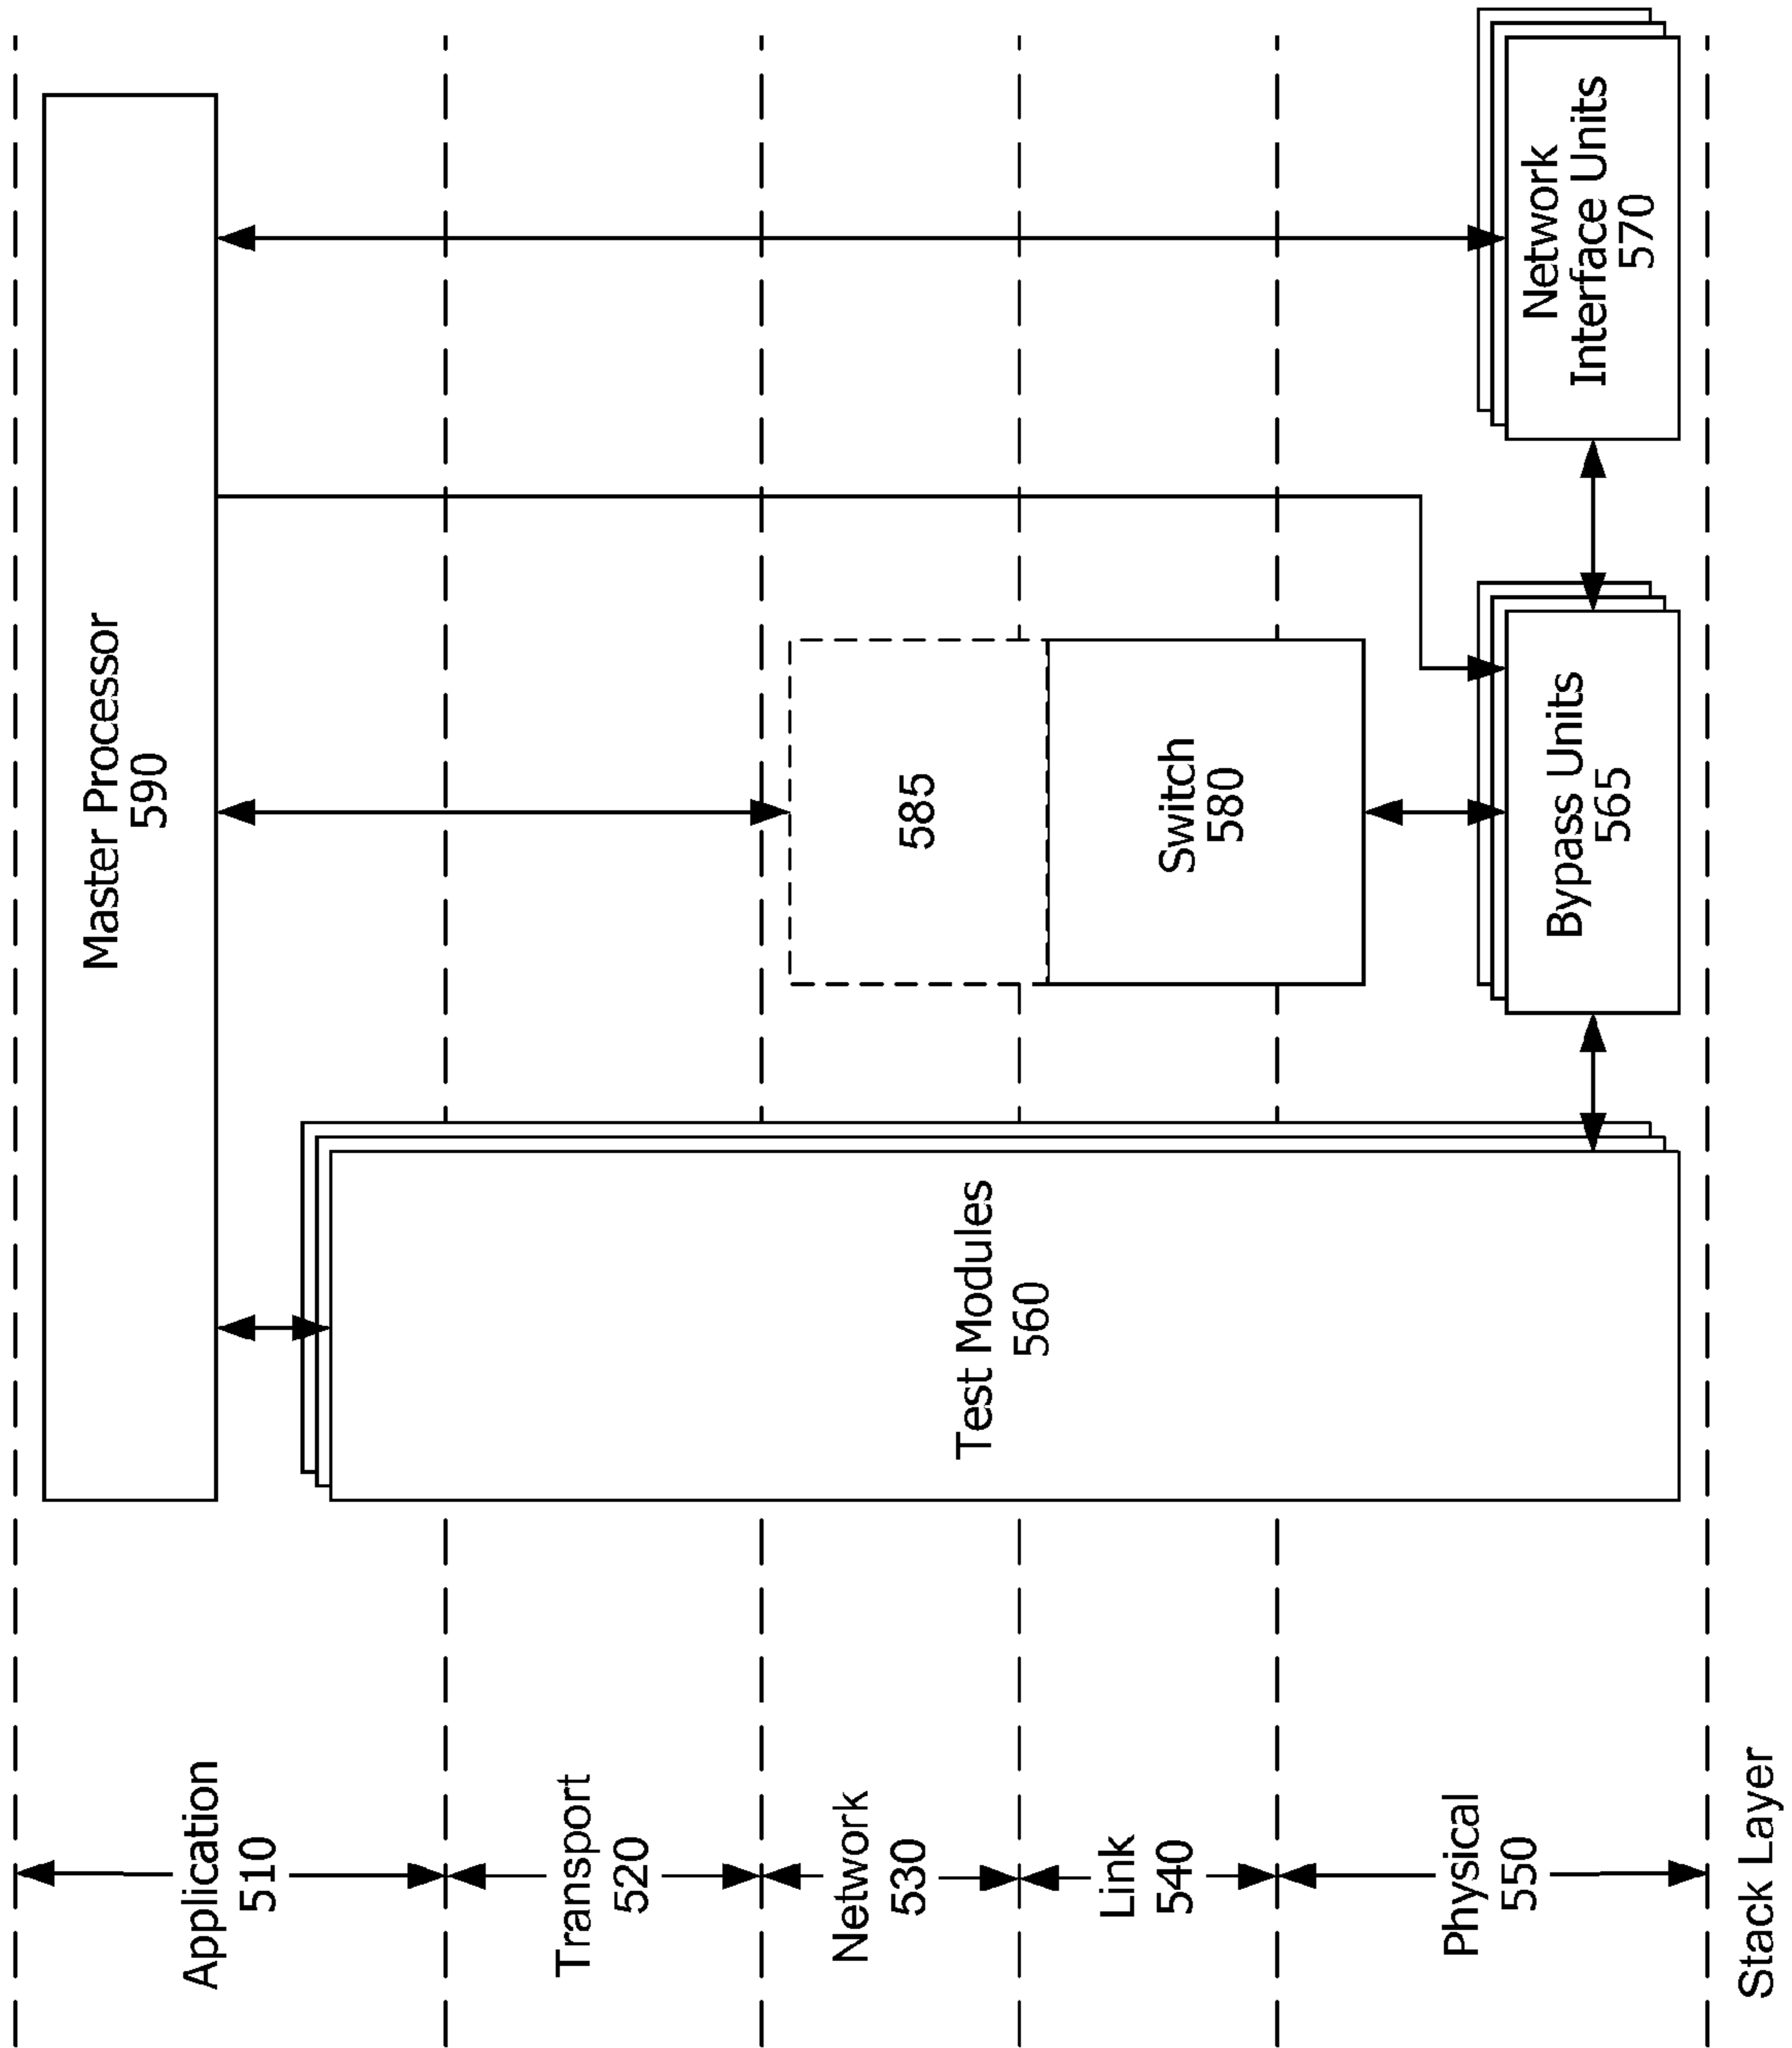 Stack Layer
Application
510
Transport
520
Network
530
Link
540
Physical
550
Master Processor
590
Test Modules
560
585
Switch
580
Bypass Units
565
Network
Interface Units
570